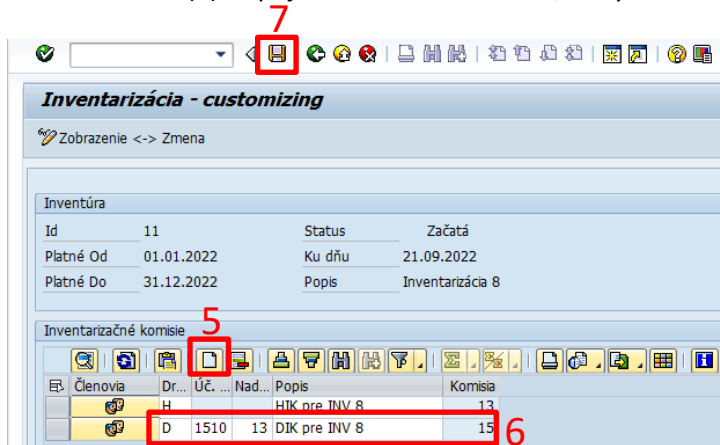 7
Inventarizácia - customizing
Zobrazenie <-> Zmena
Inventúra
Id 11 Status Začatá
Platné Od 01.01.2022 Ku dňu 21.09.2022
Platné Do 31.12.2022 Popis Inventarizácia 8
Inventarizačné komisie 5
Členovia Dr... Úč. ... Nad... Popis Komisia
H HIK pre INV 8 13
D 1510 13 DIK pre INV 8 15 6